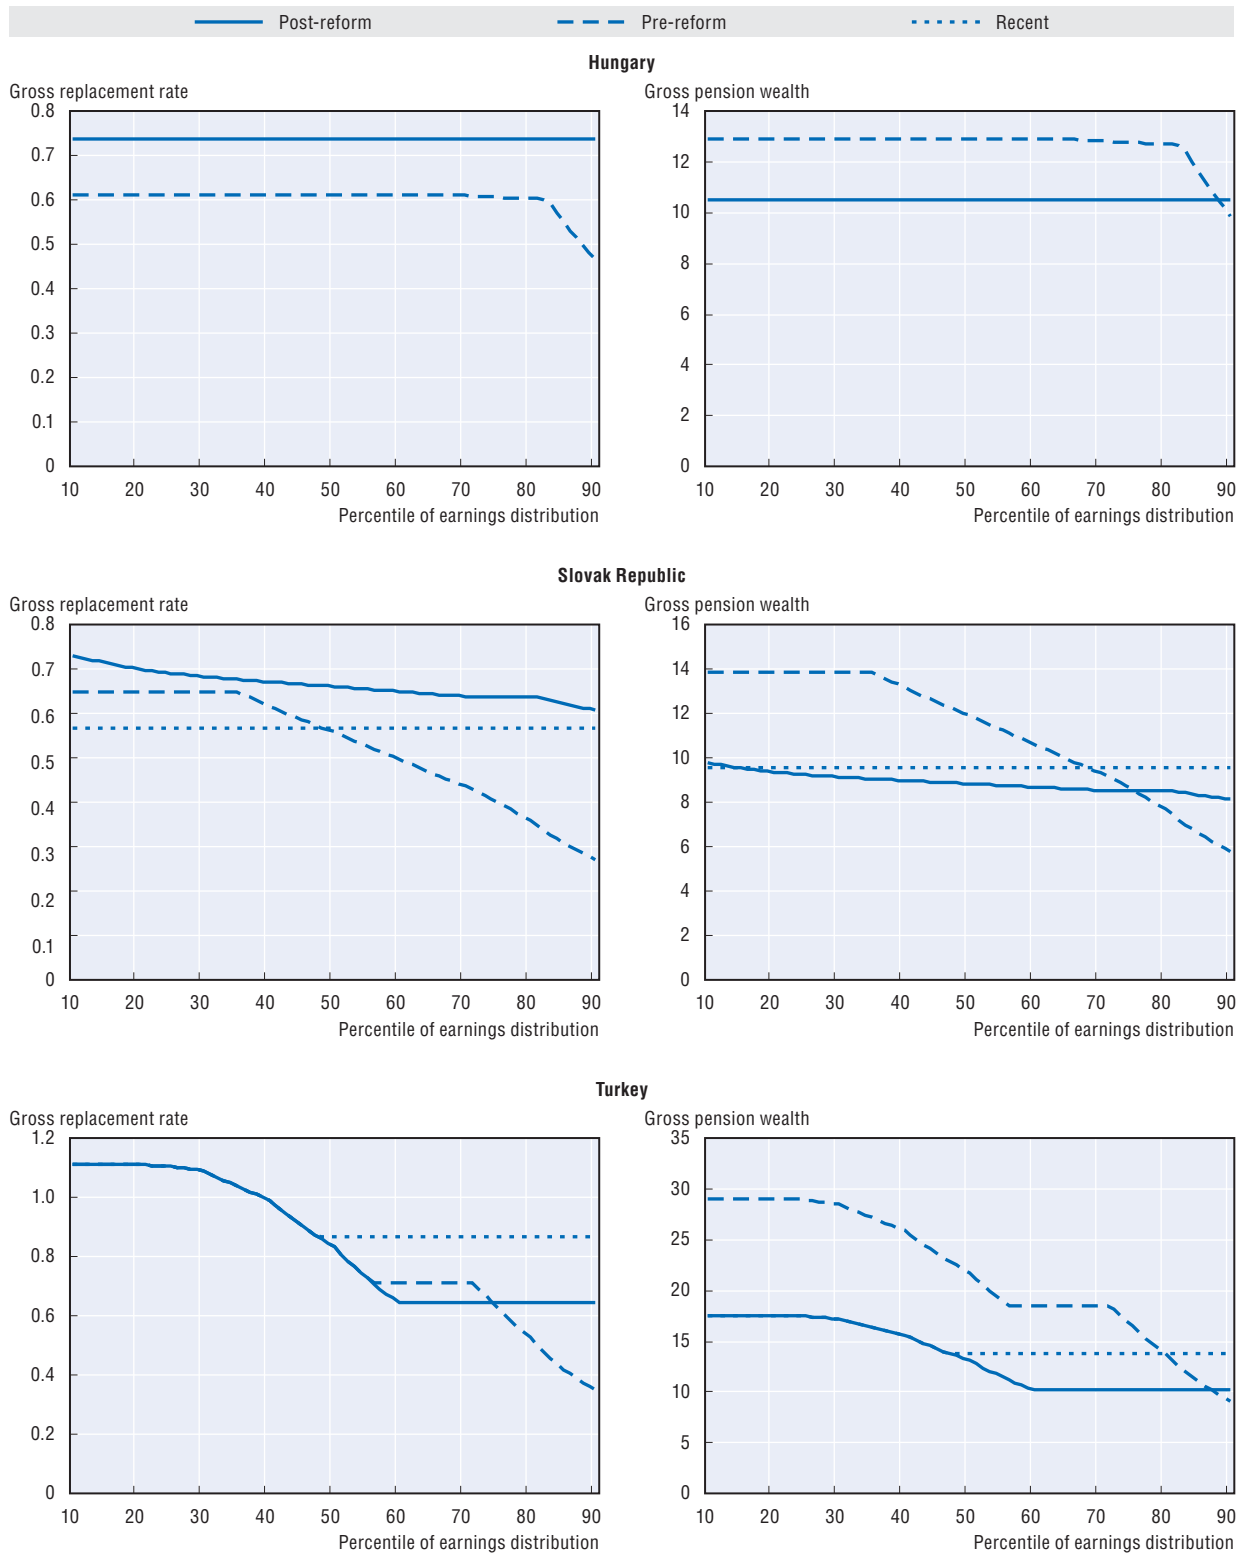 Post-reform Pre-reform Recent
Hungary
Gross replacement rate
0.8
0.7
0.6
0.5
0.4
0.3
0.2
0.1
0
10 20 30 40 50 60 70 80 90
Percentile of earnings distribution
Gross pension wealth
14
12
10
8
6
4
2
0
10 20 30 40 50 60 70 80 90
Percentile of earnings distribution
Slovak Republic
Gross replacement rate
0.8
0.7
0.6
0.5
0.4
0.3
0.2
0.1
0
10 20 30 40 50 60 70 80 90
Percentile of earnings distribution
Gross pension wealth
16
14
12
10
8
6
4
2
0
10 20 30 40 50 60 70 80 90
Percentile of earnings distribution
Turkey
Gross replacement rate
1.2
1.0
0.8
0.6
0.4
0.2
0
10 20 30 40 50 60 70 80 90
Percentile of earnings distribution
Gross pension wealth
35
30
25
20
15
10
5
0
10 20 30 40 50 60 70 80 90
Percentile of earnings distribution